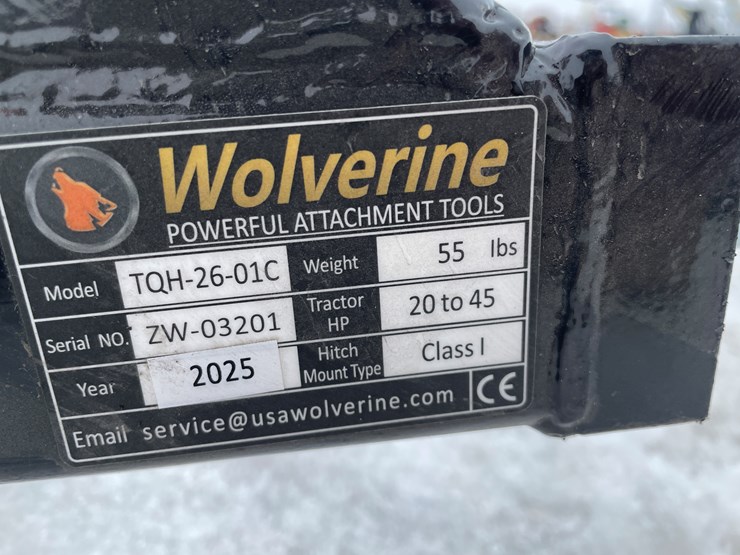 Wolverine
POWERFUL ATTACHMENT TOOLS
Model TQH-26-01C Weight 55 lbs
Serial NO. ZW-03201 Tractor HP 20 to 45
Year 2025 Hitch Mount Type Class I
Email service@usawolverine.com CE